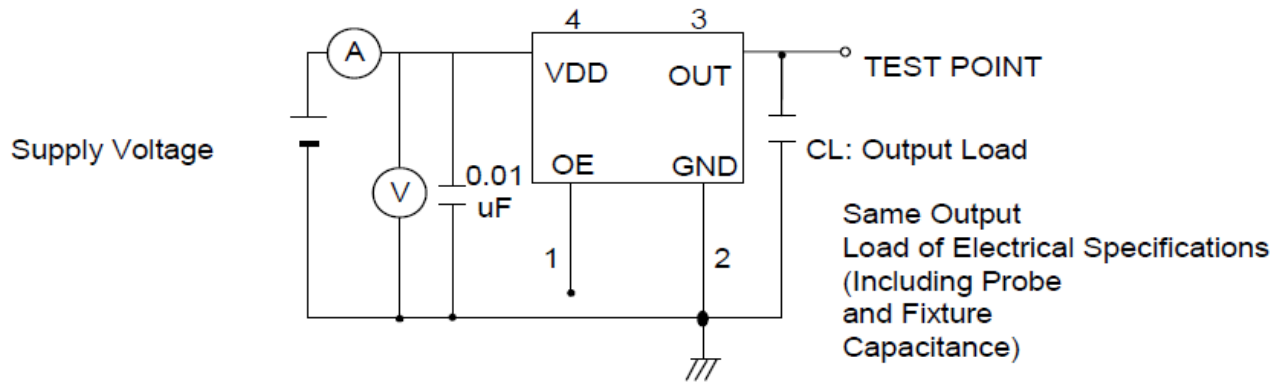 4
3
A
VDD
OUT
TEST POINT
Supply Voltage
CL: Output Load
OE
GND
V
0.01
uF
1
2
Same Output
Load of Electrical Specifications
(Including Probe
and Fixture
Capacitance)